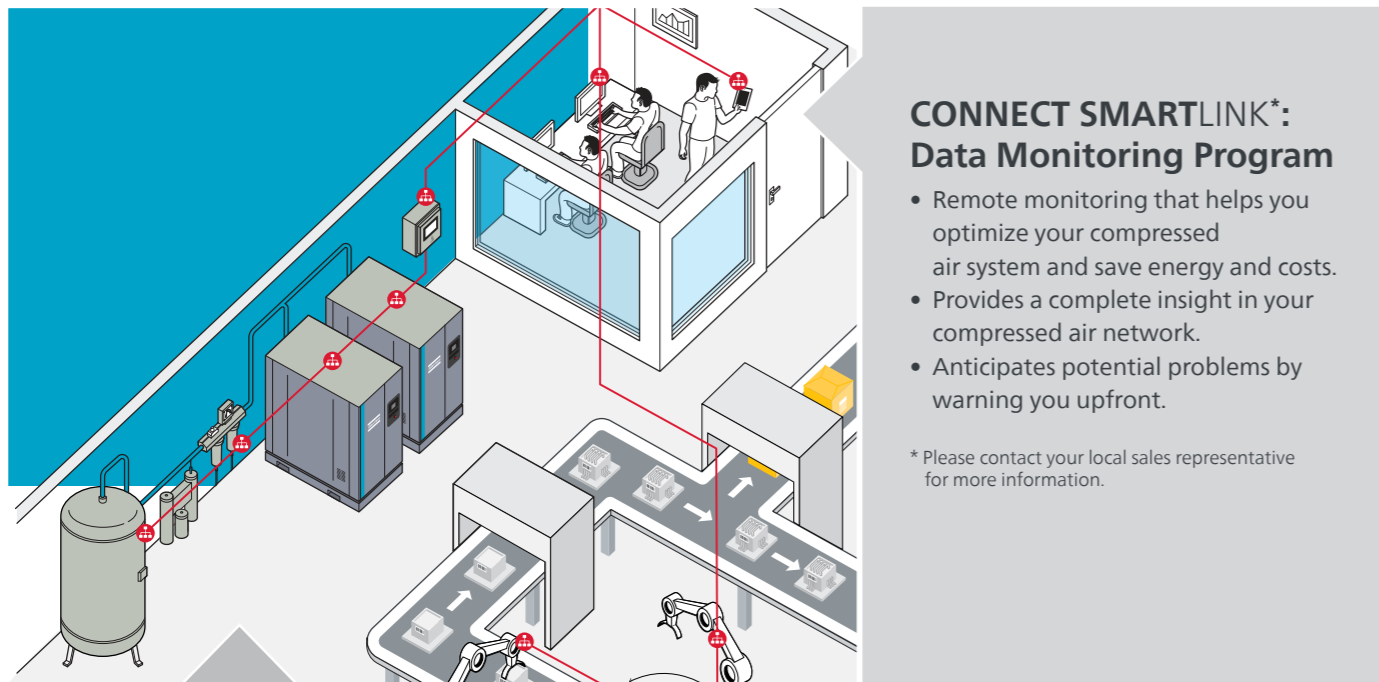 CONNECT SMARTLINK*:
Data Monitoring Program
• Remote monitoring that helps you
optimize your compressed
air system and save energy and costs.
• Provides a complete insight in your
compressed air network.
• Anticipates potential problems by
warning you upfront.
* Please contact your local sales representative
for more information.